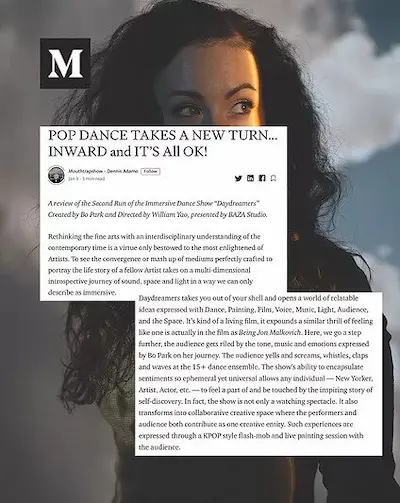 M
POP DANCE TAKES A NEW TURN...
INWARD and IT'S All OK!
Mouthtrapshow - Dennis Adamo Follow
Jan 3 · 3 min read
A review of the Second Run of the Immersive Dance Show "Daydreamers"
Created by Bo Park and Directed by William Yao, presented by BAZA Studio.
Rethinking the fine arts with an interdisciplinary understanding of the
contemporary time is a virtue only bestowed to the most enlightened of
Artists. To see the convergence or mash up of mediums perfectly crafted to
portray the life story of a fellow Artist takes on a multi-dimensional
introspective journey of sound, space and light in a way we can only
describe as immersive.
Daydreamers takes you out of your shell and opens a world of relatable
ideas expressed with Dance, Painting, Film, Voice, Music, Light, Audience,
and the Space. It's kind of a living film, it expounds a similar thrill of feeling
like one is actually in the film as Being Jon Malkovich. Here, we go a step
further, the audience gets riled by the tone, music and emotions expressed
by Bo Park on her journey. The audience yells and screams, whistles, claps
and waves at the 15+ dance ensemble. The show's ability to encapsulate
sentiments so ephemeral yet universal allows any individual — New Yorker,
Artist, Actor, etc. — to feel a part of and be touched by the inspiring story of
self-discovery. In fact, the show is not only a watching spectacle. It also
transforms into collaborative creative space where the performers and
audience both contribute as one creative entity. Such experiences are
expressed through a KPOP style flash-mob and live painting session with
the audience.